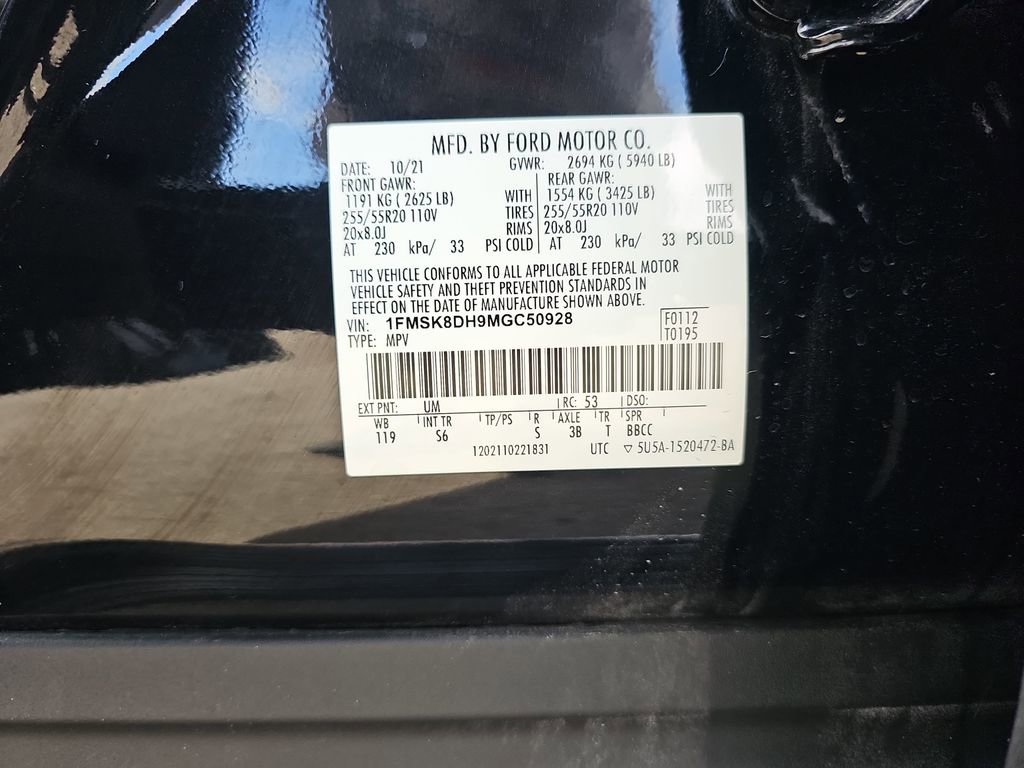 MFD. BY FORD MOTOR CO.
DATE: 10/21 GVWR: 2694 KG ( 5940 LB)
FRONT GAWR: REAR GAWR:
1191 KG ( 2625 LB) WITH 1554 KG ( 3425 LB) WITH
255/55R20 110V TIRES 255/55R20 110V TIRES
20x8.0J RIMS 20x8.0J RIMS
AT 230 kPa/ 33 PSI COLD AT 230 kPa/ 33 PSI COLD
THIS VEHICLE CONFORMS TO ALL APPLICABLE FEDERAL MOTOR
VEHICLE SAFETY AND THEFT PREVENTION STANDARDS IN
EFFECT ON THE DATE OF MANUFACTURE SHOWN ABOVE.
VIN: 1FMSK8DH9MGC50928 F0112
TYPE: MPV T0195
EXT PNT: UM RC: 53 DSO:
WB INT TR TP/PS R AXLE TR SPR
119 S6 S 3B T BBCC
1202110221831 UTC ▽ 5U5A-1520472-BA